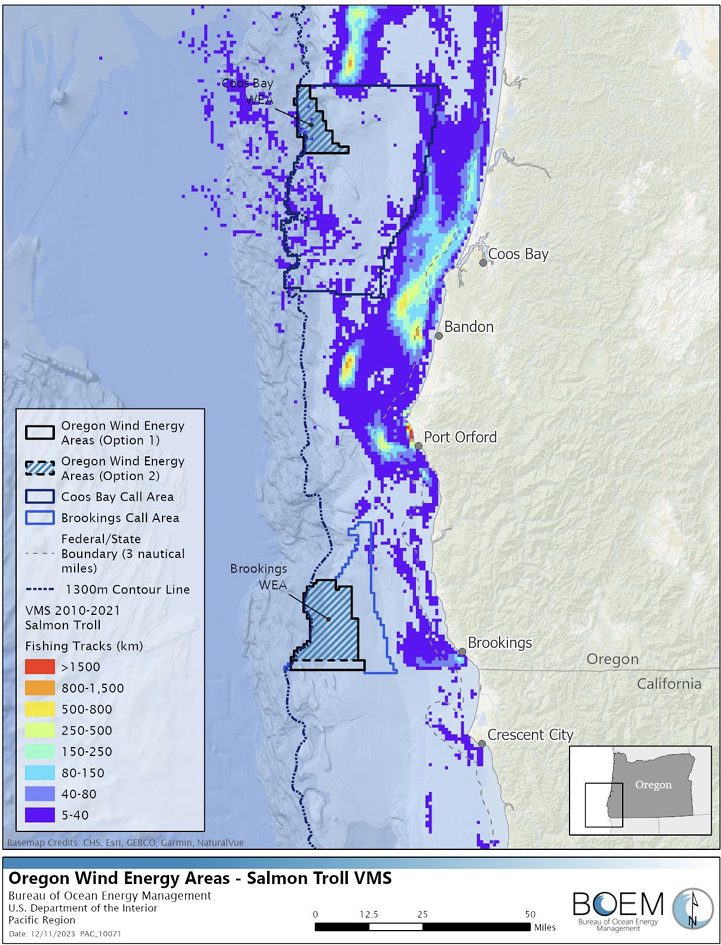 Coos Bay
WEA
Coos Bay
Bandon
Port Orford
Brookings
WEA
Brookings
Oregon
California
Crescent City
Oregon Wind Energy
Areas (Option 1)
Oregon Wind Energy
Areas (Option 2)
Coos Bay Call Area
Brookings Call Area
Federal/State
Boundary (3 nautical
miles)
1300m Contour Line
VMS 2010-2021
Salmon Troll
Fishing Tracks (km)
>1500
800-1,500
500-800
250-500
150-250
80-150
40-80
5-40
Oregon
Basemap Credits: CHS, Esri, GEBCO, Garmin, NaturalVue
Oregon Wind Energy Areas - Salmon Troll VMS
Bureau of Ocean Energy Management
U.S. Department of the Interior
Pacific Region
Date: 12/11/2023 PAC_10071
0 12.5 25 50
Miles
BOEM
Bureau of Ocean Energy
Management
N